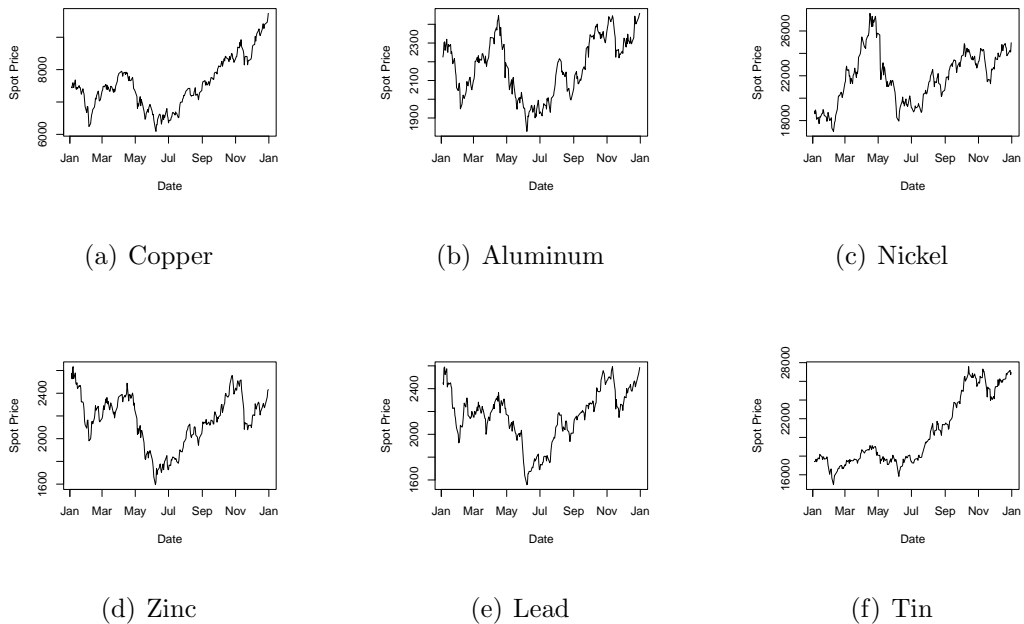 Spot Price
6000 8000
Jan Mar May Jul Sep Nov Jan
Date
(a) Copper
Spot Price
1900 2100 2300
Jan Mar May Jul Sep Nov Jan
Date
(b) Aluminum
Spot Price
18000 22000 26000
Jan Mar May Jul Sep Nov Jan
Date
(c) Nickel
Spot Price
1600 2000 2400
Jan Mar May Jul Sep Nov Jan
Date
(d) Zinc
Spot Price
1600 2000 2400
Jan Mar May Jul Sep Nov Jan
Date
(e) Lead
Spot Price
16000 22000 28000
Jan Mar May Jul Sep Nov Jan
Date
(f) Tin